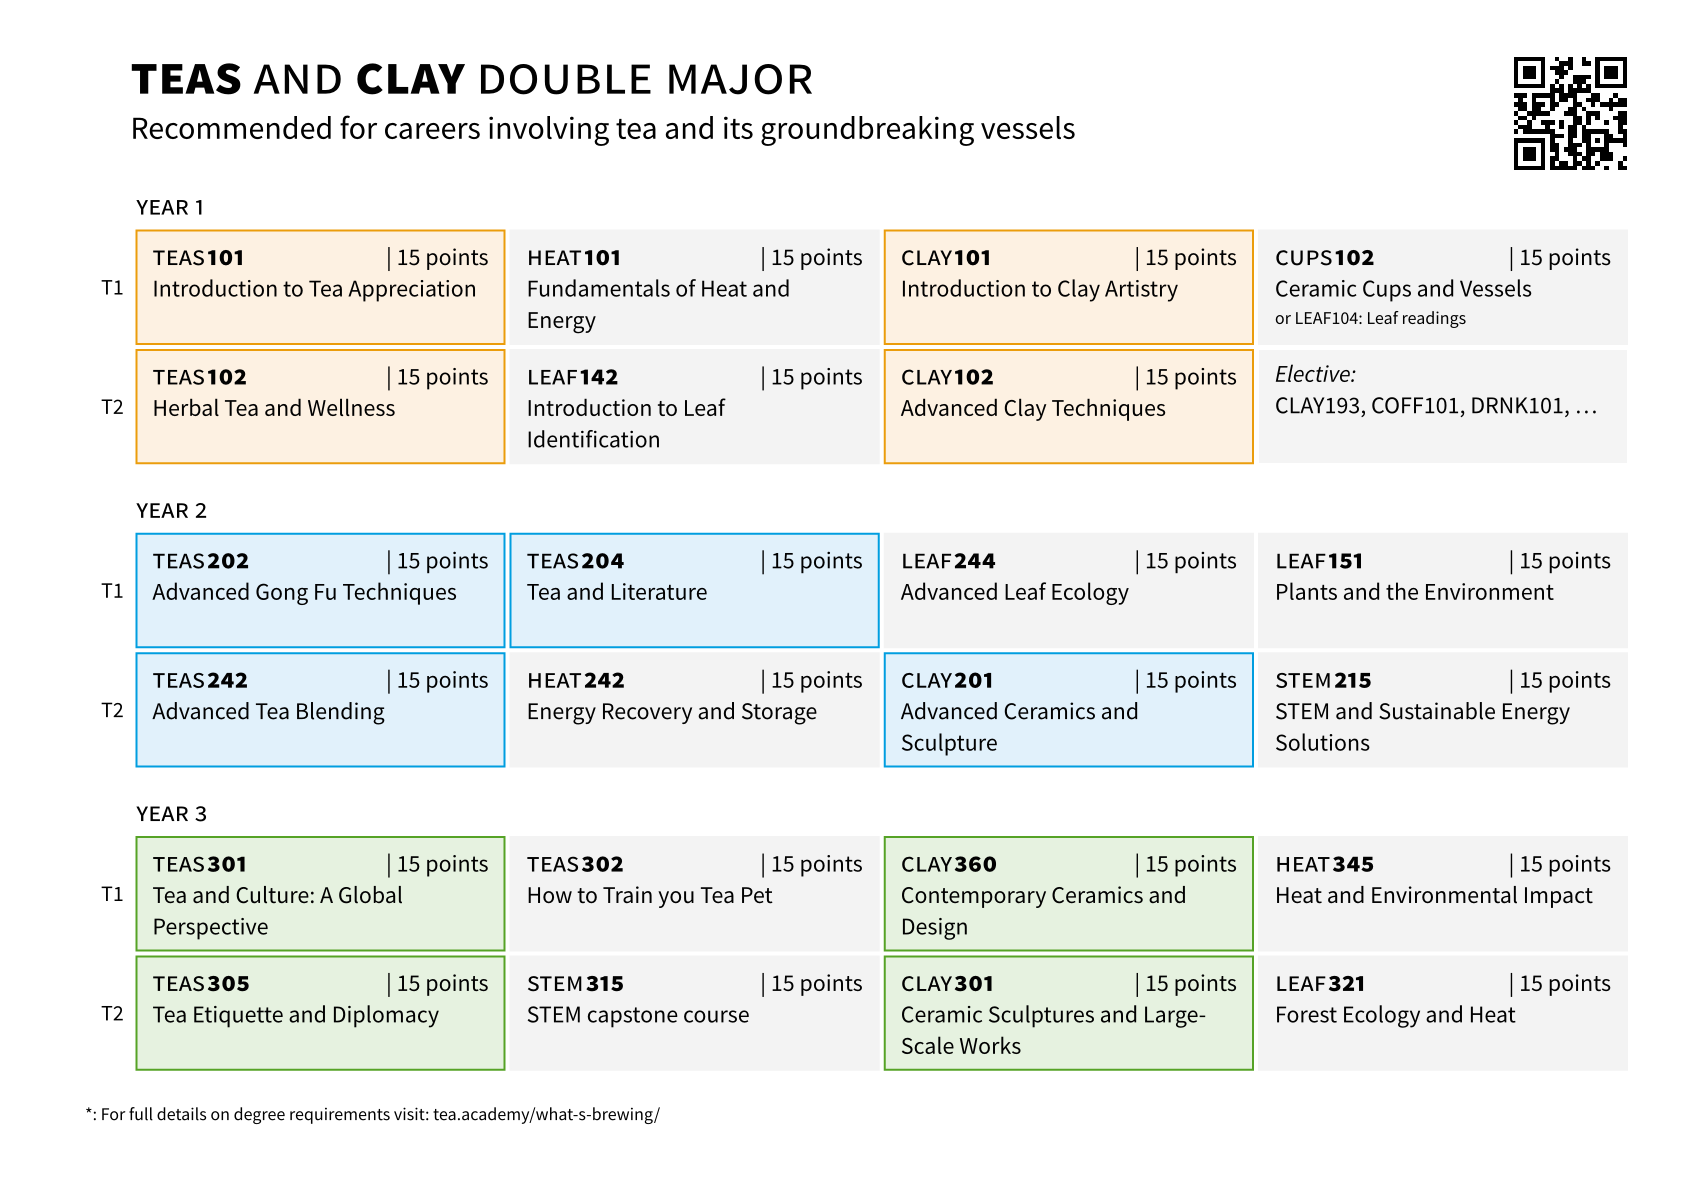 TEAS AND CLAY DOUBLE MAJOR
Recommended for careers involving tea and its groundbreaking vessels
YEAR 1
T1
TEAS101 | 15 points
Introduction to Tea Appreciation
HEAT101 | 15 points
Fundamentals of Heat and
Energy
CLAY101 | 15 points
Introduction to Clay Artistry
CUPS102 | 15 points
Ceramic Cups and Vessels
or LEAF104: Leaf readings
T2
TEAS102 | 15 points
Herbal Tea and Wellness
LEAF142 | 15 points
Introduction to Leaf
Identification
CLAY102 | 15 points
Advanced Clay Techniques
Elective:
CLAY193, COFF101, DRNK101, …
YEAR 2
T1
TEAS202 | 15 points
Advanced Gong Fu Techniques
TEAS204 | 15 points
Tea and Literature
LEAF244 | 15 points
Advanced Leaf Ecology
LEAF151 | 15 points
Plants and the Environment
T2
TEAS242 | 15 points
Advanced Tea Blending
HEAT242 | 15 points
Energy Recovery and Storage
CLAY201 | 15 points
Advanced Ceramics and
Sculpture
STEM215 | 15 points
STEM and Sustainable Energy
Solutions
YEAR 3
T1
TEAS301 | 15 points
Tea and Culture: A Global
Perspective
TEAS302 | 15 points
How to Train you Tea Pet
CLAY360 | 15 points
Contemporary Ceramics and
Design
HEAT345 | 15 points
Heat and Environmental Impact
T2
TEAS305 | 15 points
Tea Etiquette and Diplomacy
STEM315 | 15 points
STEM capstone course
CLAY301 | 15 points
Ceramic Sculptures and Large-
Scale Works
LEAF321 | 15 points
Forest Ecology and Heat
*: For full details on degree requirements visit: tea.academy/what-s-brewing/